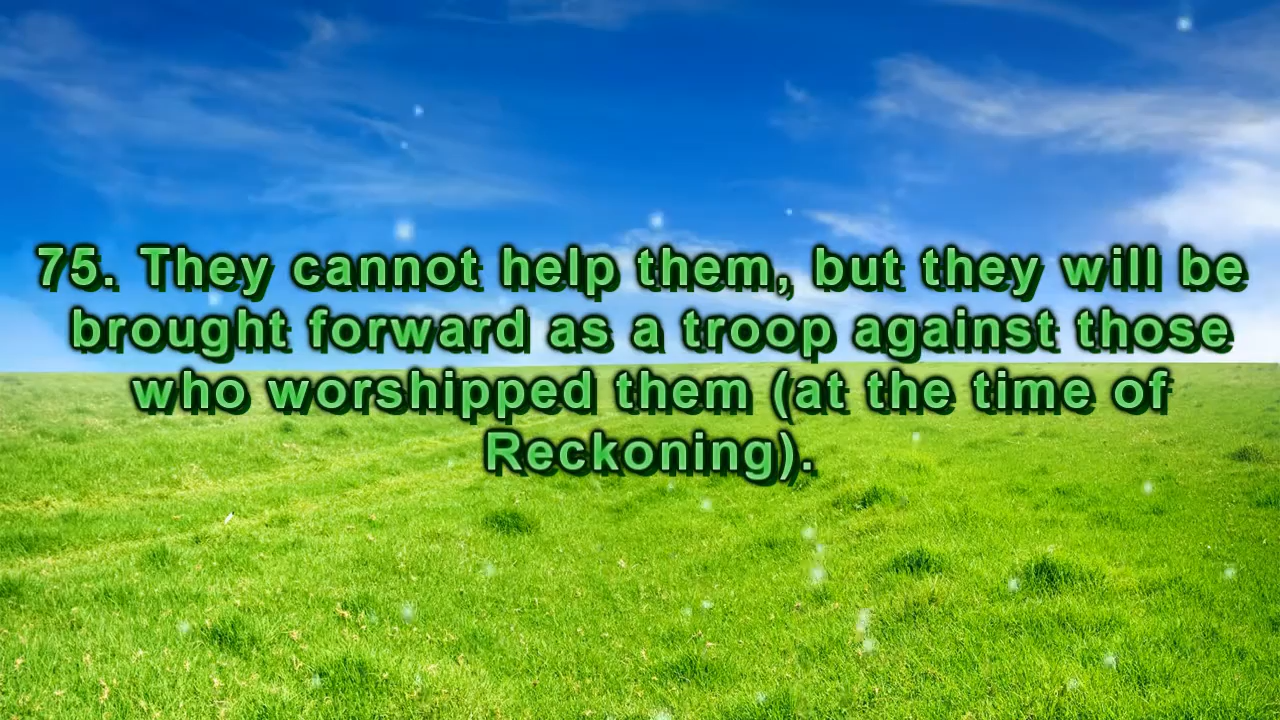 75. They cannot help them, but they will be
brought forward as a troop against those
who worshipped them (at the time of
Reckoning).